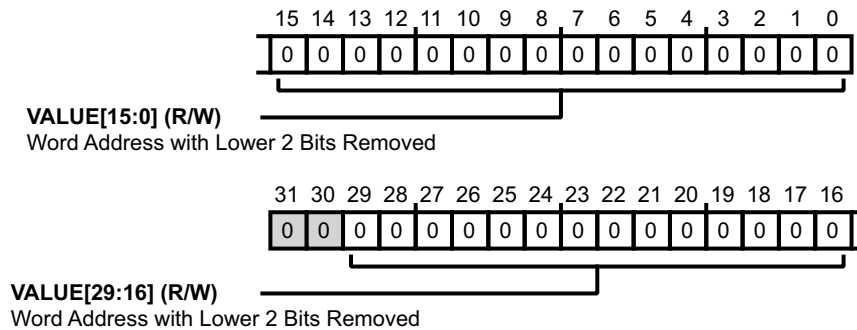 15 14 13 12 11 10 9 8 7 6 5 4 3 2 1 0
0 0 0 0 0 0 0 0 0 0 0 0 0 0 0 0
VALUE[15:0] (R/W)
Word Address with Lower 2 Bits Removed
31 30 29 28 27 26 25 24 23 22 21 20 19 18 17 16
0 0 0 0 0 0 0 0 0 0 0 0 0 0 0 0
VALUE[29:16] (R/W)
Word Address with Lower 2 Bits Removed